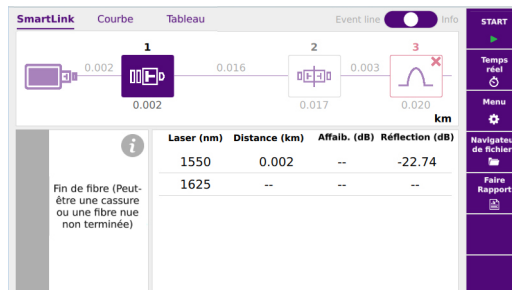 SmartLink Courbe Tableau Event line Info
1 2 3
0.002 0.016 0.003
0.002 0.017 0.020
km
Laser (nm) Distance (km) Affaib. (dB) Réflection (dB)
1550 0.002 -- -22.74
1625 -- -- --
Fin de fibre (Peut-
être une cassure
ou une fibre nue
non terminée)
START
Temps
réel
Menu
Navigateu
de fichier
Faire
Rapport